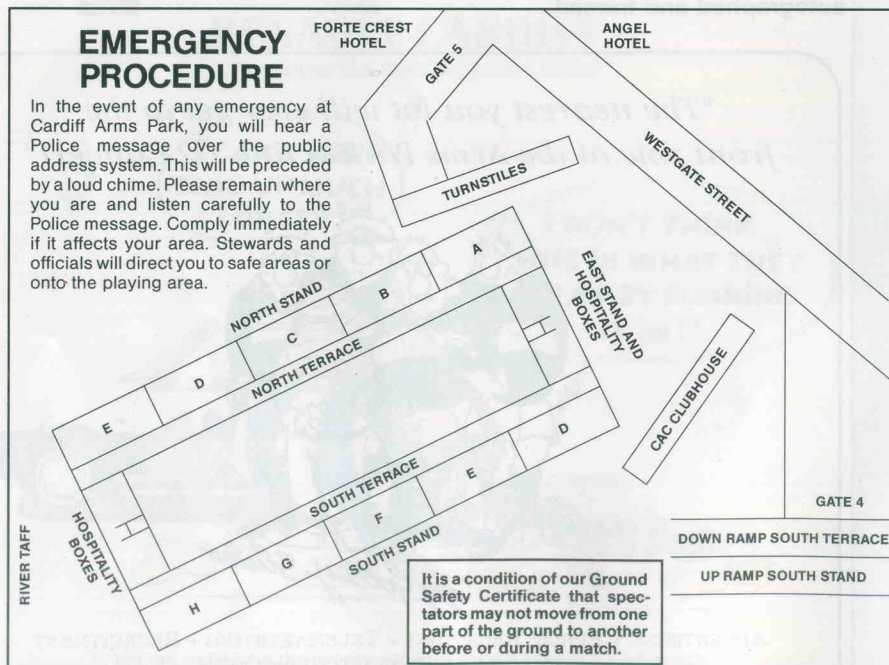 EMERGENCY
PROCEDURE
In the event of any emergency at
Cardiff Arms Park, you will hear a
Police message over the public
address system. This will be preceded
by a loud chime. Please remain where
you are and listen carefully to the
Police message. Comply immediately
if it affects your area. Stewards and
officials will direct you to safe areas or
onto the playing area.
FORTE CREST
HOTEL
GATE 5
ANGEL
HOTEL
WESTGATE STREET
TURNSTILES
A
B
C
D
E
NORTH STAND
NORTH TERRACE
EAST STAND AND
HOSPITALITY
BOXES
CAC CLUBHOUSE
SOUTH TERRACE
D
E
F
G
H
SOUTH STAND
HOSPITALITY
BOXES
RIVER TAFF
GATE 4
DOWN RAMP SOUTH TERRACE
UP RAMP SOUTH STAND
It is a condition of our Ground
Safety Certificate that spec-
tators may not move from one
part of the ground to another
before or during a match.